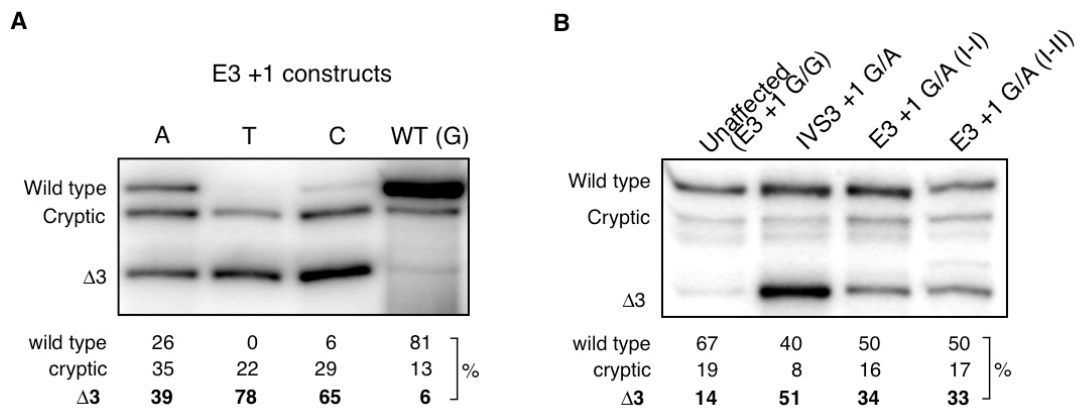 A
E3 +1 constructs
A T C WT (G)
Wild type
Cryptic
Δ3
wild type 26 0 6 81
cryptic 35 22 29 13 %
Δ3 39 78 65 6
B
Unaffected
(E3 +1 G/G)
IVS3 +1 G/A
E3 +1 G/A (I-I)
E3 +1 G/A (I-II)
Wild type
Cryptic
Δ3
wild type 67 40 50 50
cryptic 19 8 16 17 %
Δ3 14 51 34 33